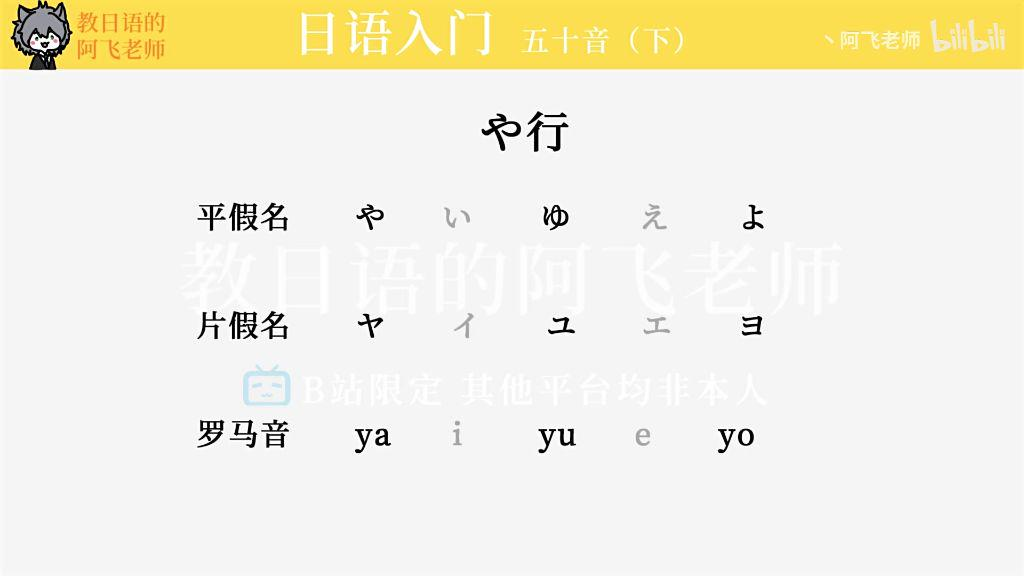 教日语的
阿飞老师
日语入门 五十音（下）
丶阿飞老师 bilibili
や行
平假名 や い ゆ え よ
教日语的阿飞老师
片假名 ヤ イ ユ エ ヨ
B站限定 其他平台均非本人
罗马音 ya i yu e yo